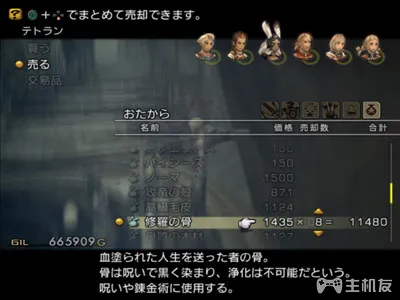 ?+でまとめて売却できます。
テトラン
買う
売る
交易品
おたから
名前 価格 売却数 合計
バイシーズ 150
ノーマ 1500
871
1124
修羅の骨 1435× 8= 11480
GIL 665909G
血塗られた人生を送った者の骨。
骨は呪いで黒く染まり、浄化は不可能だという。
呪いや錬金術に使用する。
主机友